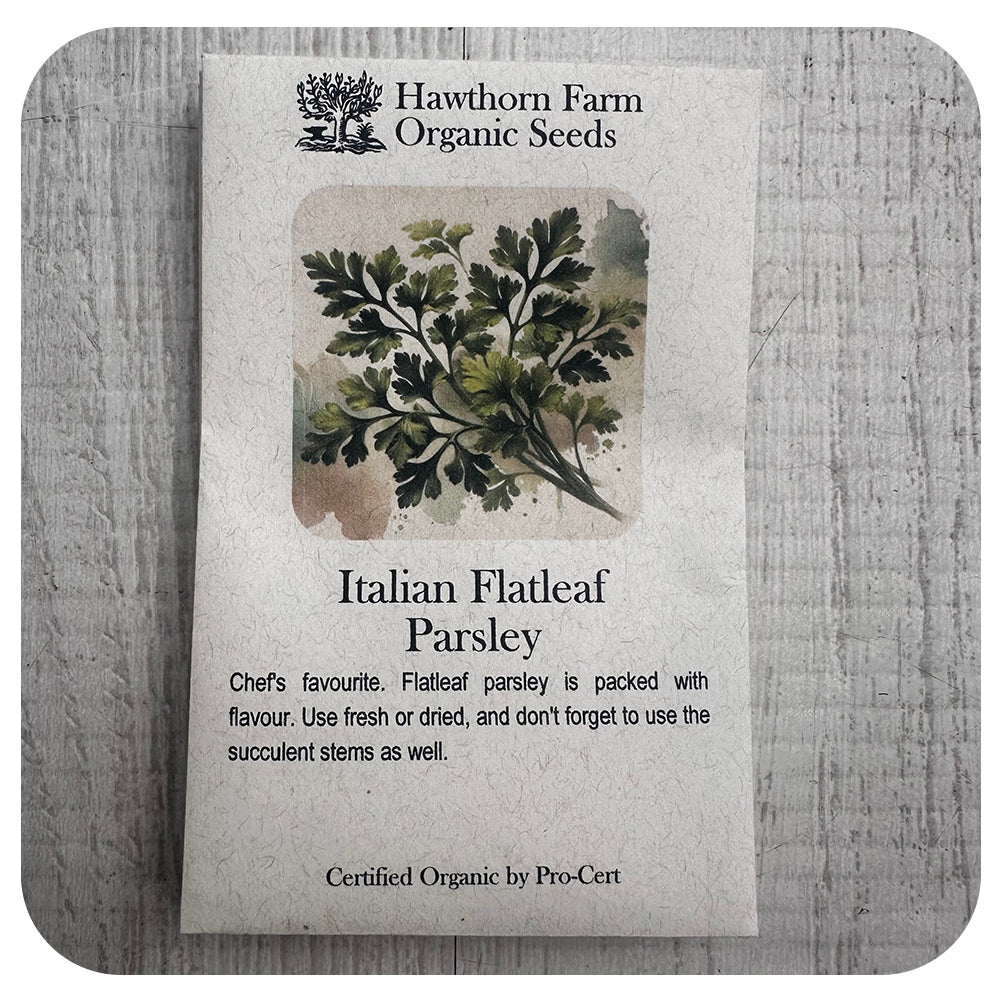 Hawthorn Farm
Organic Seeds
Italian Flatleaf
Parsley
Chef's favourite. Flatleaf parsley is packed with
flavour. Use fresh or dried, and don't forget to use the
succulent stems as well.
Certified Organic by Pro-Cert